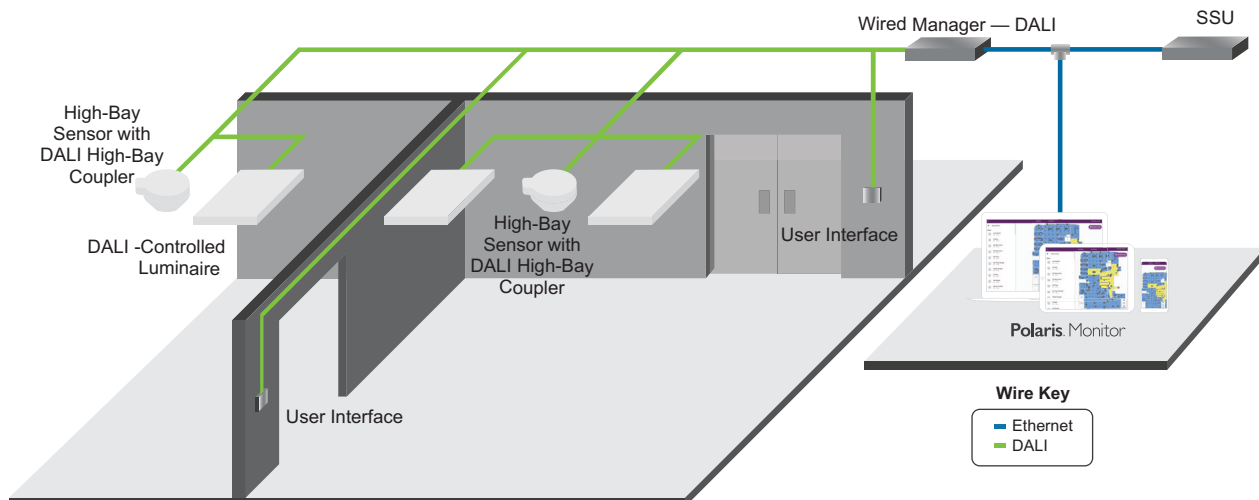 Wired Manager — DALI
SSU
High-Bay
Sensor with
DALI High-Bay
Coupler
DALI -Controlled
Luminaire
High-Bay
Sensor with
DALI High-Bay
Coupler
User Interface
User Interface
Polaris. Monitor
Wire Key
Ethernet
DALI